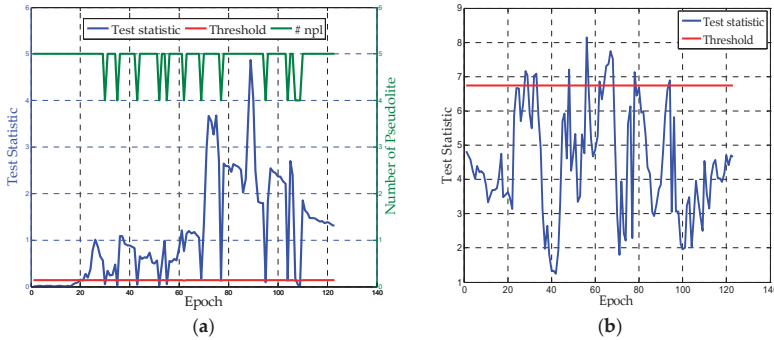 (a)
Test statistic Threshold # npl
6
5
4
3
2
1
0
Test Statistic
6
5
4
3
2
1
0
Number of Pseudolite
0 20 40 60 80 100 120 140
Epoch
(a)
(b)
Test statistic
Threshold
9
8
7
6
5
4
3
2
1
Test Statistic
0 20 40 60 80 100 120 140
Epoch
(b)